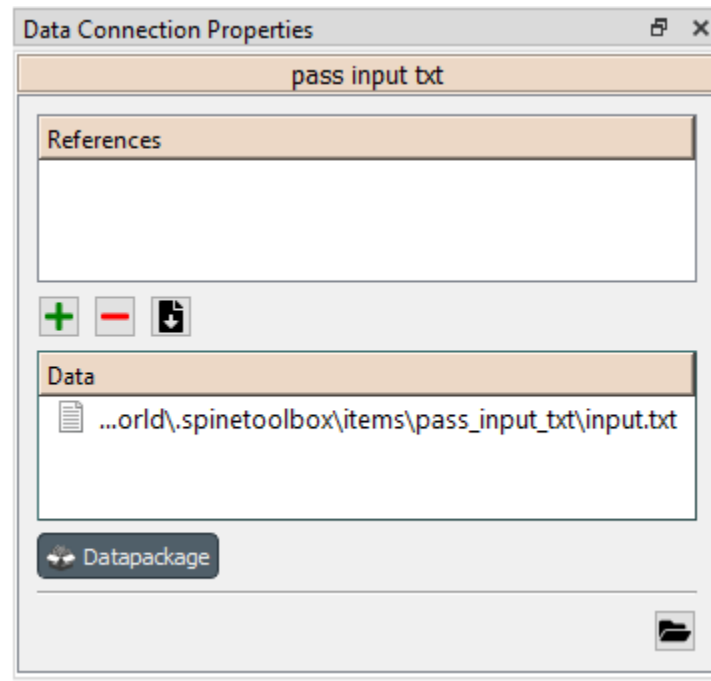 Data Connection Properties
pass input txt
References
Data
...orld\.spinetoolbox\items\pass_input_txt\input.txt
Datapackage